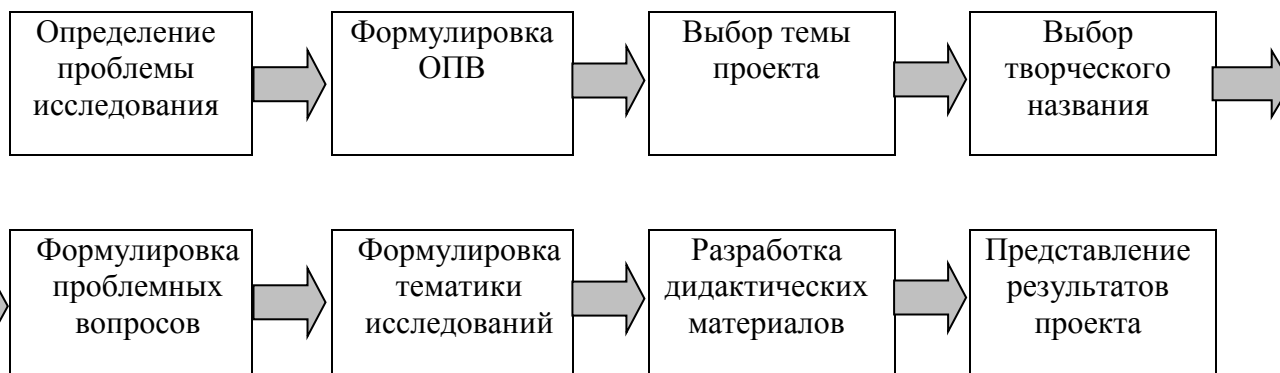 Определение
проблемы
исследования
Формулировка
ОПВ
Выбор темы
проекта
Выбор
творческого
названия
Формулировка
проблемных
вопросов
Формулировка
тематики
исследований
Разработка
дидактических
материалов
Представление
результатов
проекта